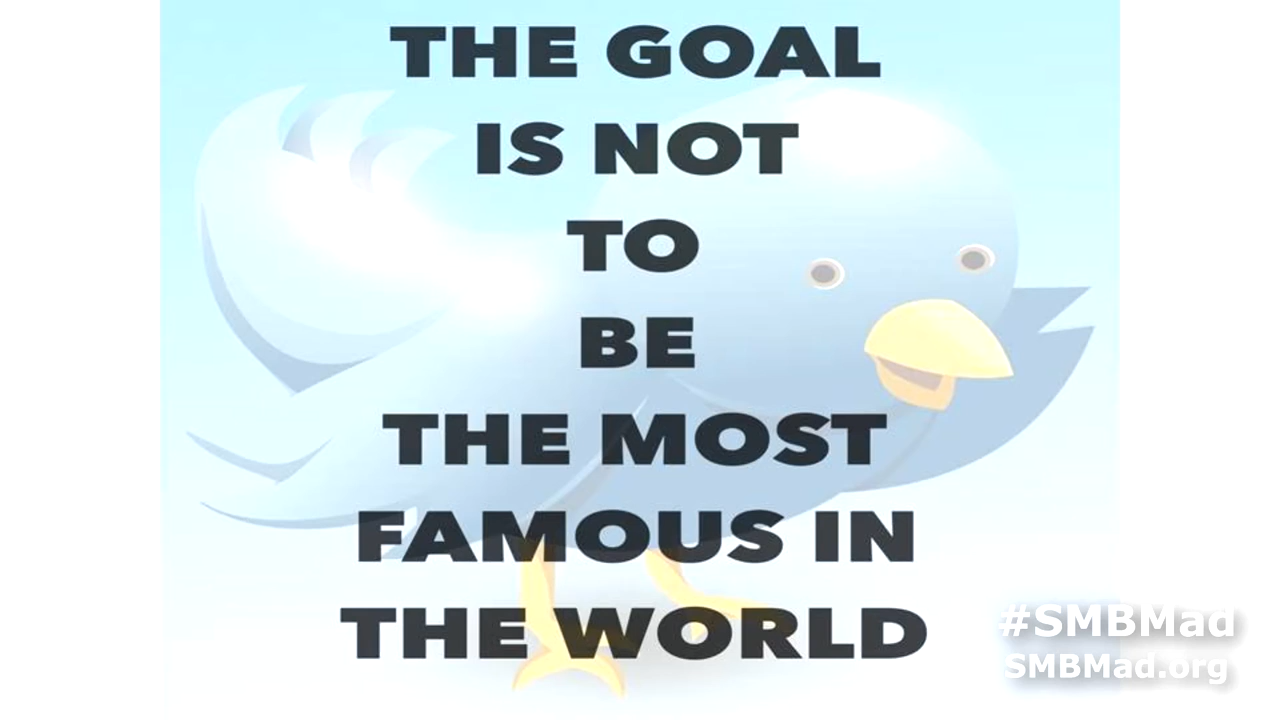 THE GOAL
IS NOT
TO
BE
THE MOST
FAMOUS IN
THE WORLD
#SMBMad
SMBMad.org